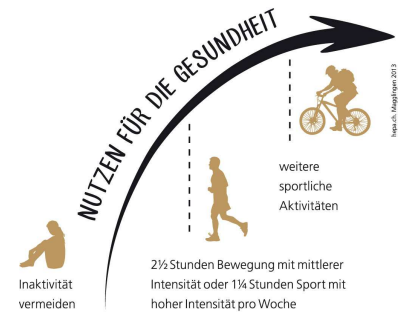 NUTZEN FÜR DIE GESUNDHEIT
hepa.ch, Magglingen 2013
weitere
sportliche
Aktivitäten
2½ Stunden Bewegung mit mittlerer
Intensität oder 1¼ Stunden Sport mit
hoher Intensität pro Woche
Inaktivität
vermeiden